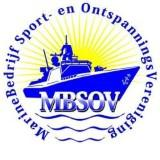 MarineBedrijf Sport- en OntspanningsVereniging
MBSOV